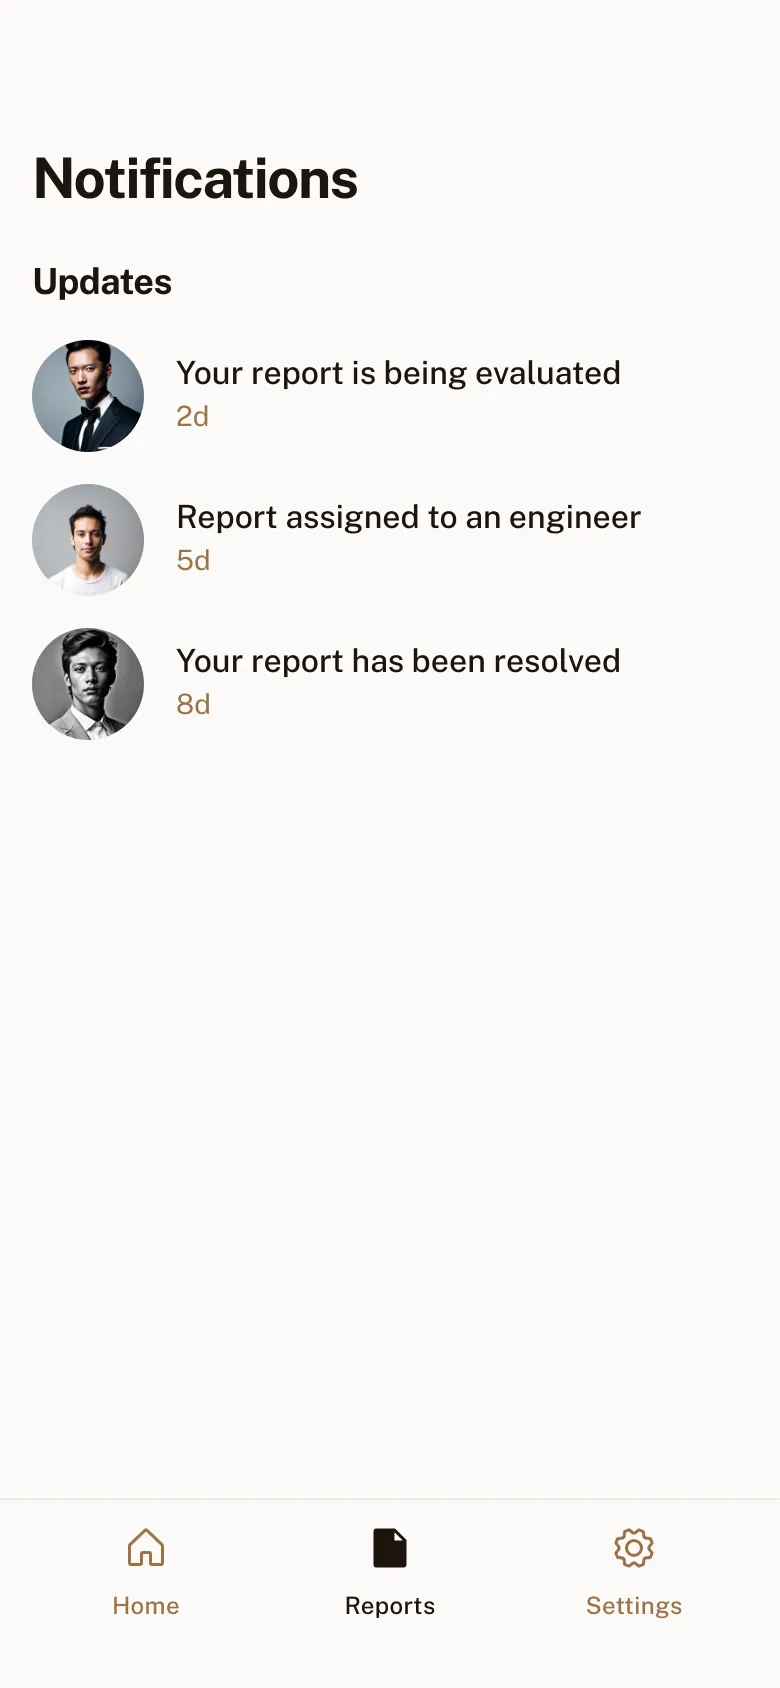 Notifications
Updates
Your report is being evaluated
2d
Report assigned to an engineer
5d
Your report has been resolved
8d
Home
Reports
Settings